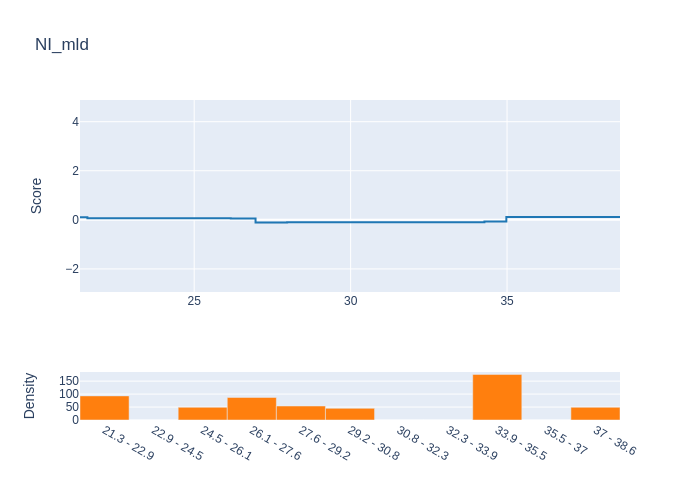 NI_mld
Score
4
2
0
−2
25
30
35
Density
150
100
50
0
21.3 - 22.9
22.9 - 24.5
24.5 - 26.1
26.1 - 27.6
27.6 - 29.2
29.2 - 30.8
30.8 - 32.3
32.3 - 33.9
33.9 - 35.5
35.5 - 37
37 - 38.6